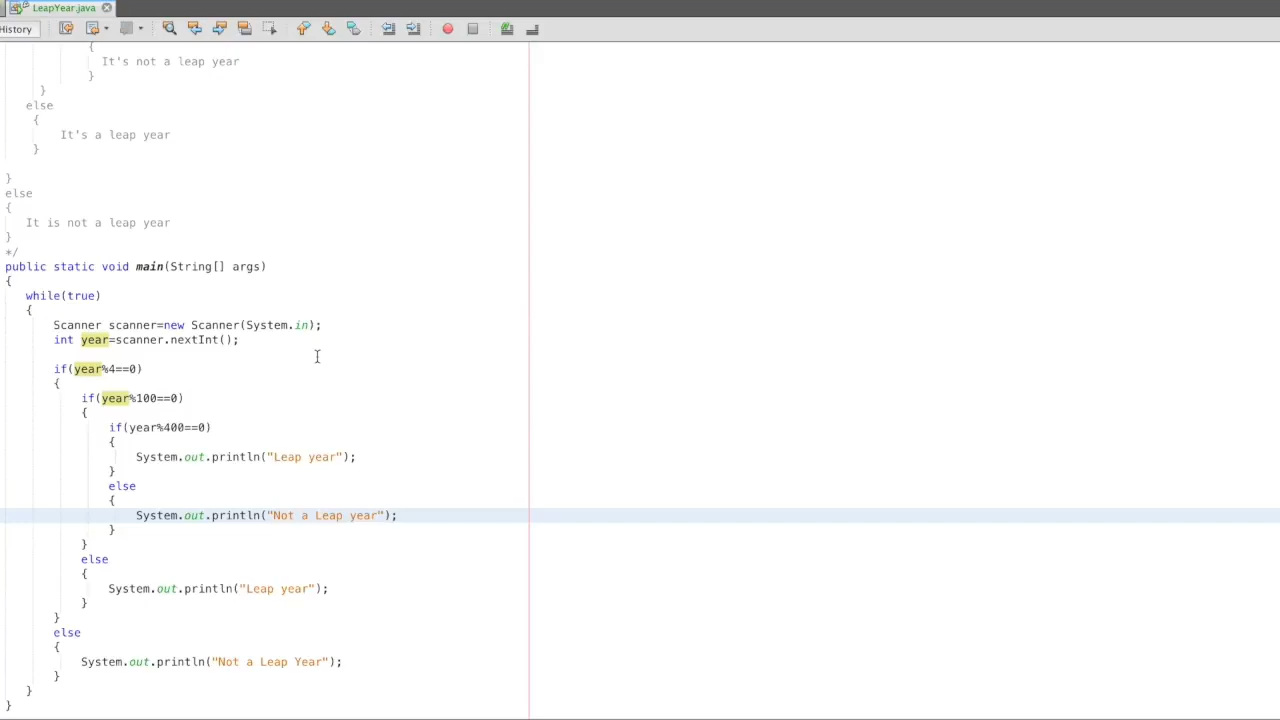 LeapYear.java
History
{
It's not a leap year
}
}
else
{
It's a leap year
}
}
else
{
It is not a leap year
}
*/
public static void main(String[] args)
{
while(true)
{
Scanner scanner=new Scanner(System.in);
int year=scanner.nextInt();
if(year%4==0)
{
if(year%100==0)
{
if(year%400==0)
{
System.out.println("Leap year");
}
else
{
System.out.println("Not a Leap year");
}
}
else
{
System.out.println("Leap year");
}
}
else
{
System.out.println("Not a Leap Year");
}
}
}